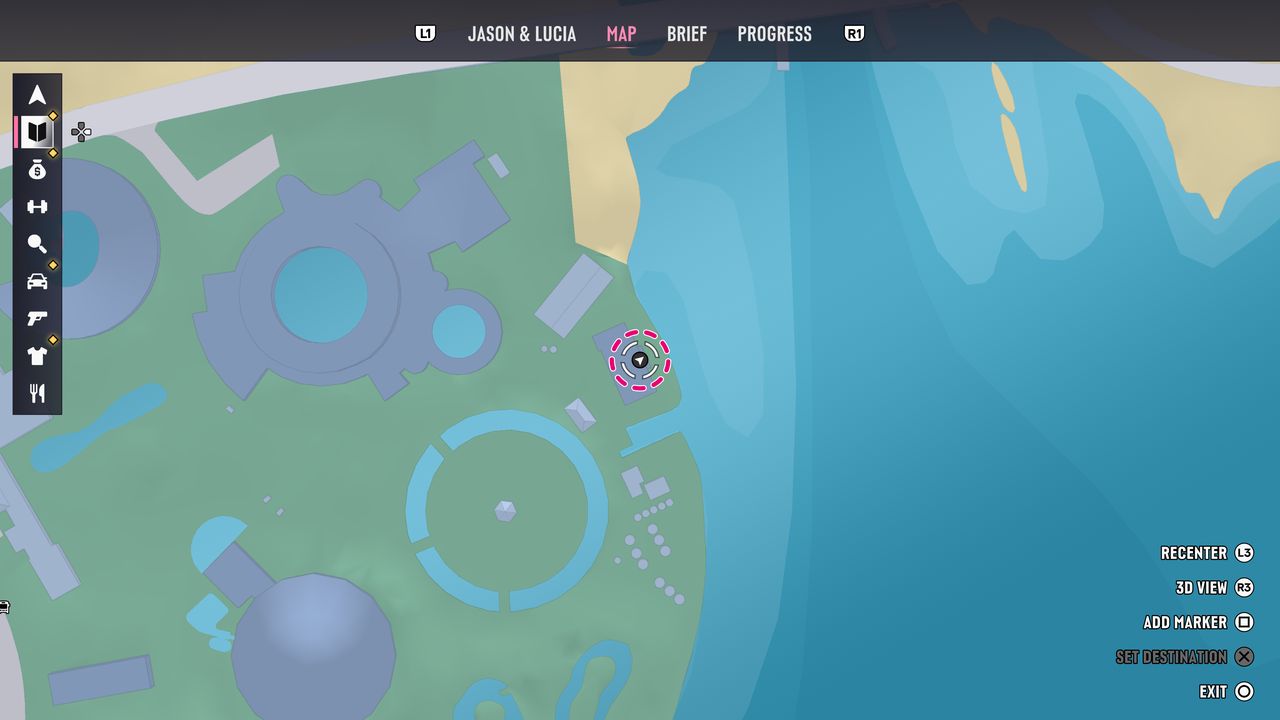 L1 JASON & LUCIA MAP BRIEF PROGRESS R1
$
RECENTER L3
3D VIEW R3
ADD MARKER
SET DESTINATION
EXIT